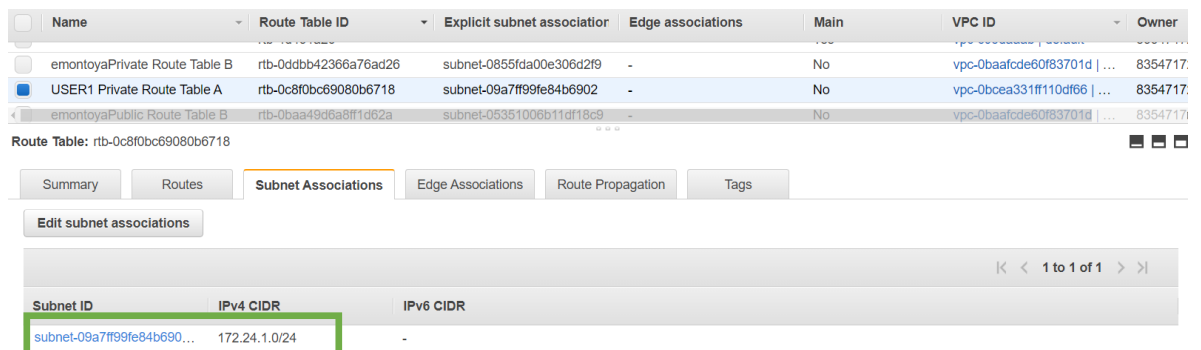 Name Route Table ID Explicit subnet association Edge associations Main VPC ID Owner
emontoyaPrivate Route Table B rtb-0ddbb42366a76ad26 subnet-0855fda00e306d2f9 - No vpc-0baafcde60f83701d | ... 8354717
USER1 Private Route Table A rtb-0c8f0bc69080b6718 subnet-09a7ff99fe84b6902 - No vpc-0bcea331ff110df66 | ... 8354717
emontoyaPublic Route Table B rtb-0baa49d6a8ff1d62a subnet-05351006b11df18c9 - No vpc-0baafcde60f83701d | ... 8354717
Route Table: rtb-0c8f0bc69080b6718
Summary Routes Subnet Associations Edge Associations Route Propagation Tags
Edit subnet associations
1 to 1 of 1
Subnet ID IPv4 CIDR IPv6 CIDR
subnet-09a7ff99fe84b690... 172.24.1.0/24 -